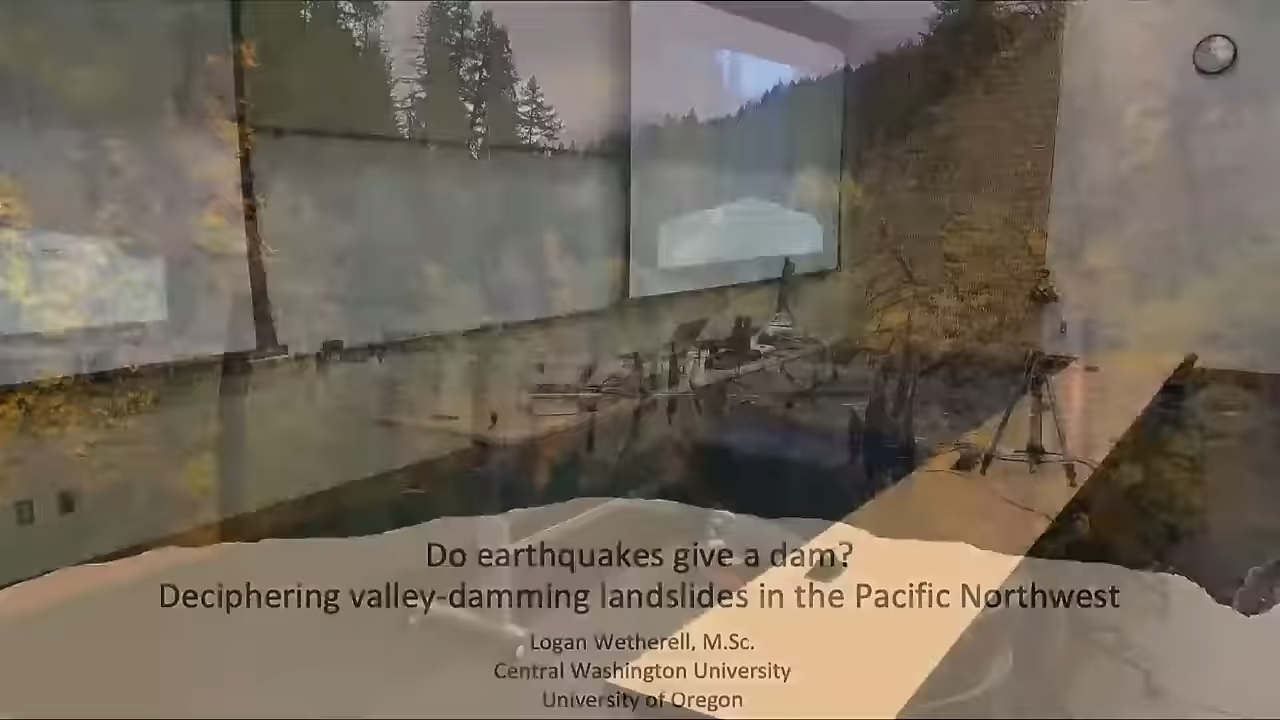 Do earthquakes give a dam?
Deciphering valley-damming landslides in the Pacific Northwest
Logan Wetherell, M.Sc.
Central Washington University
University of Oregon